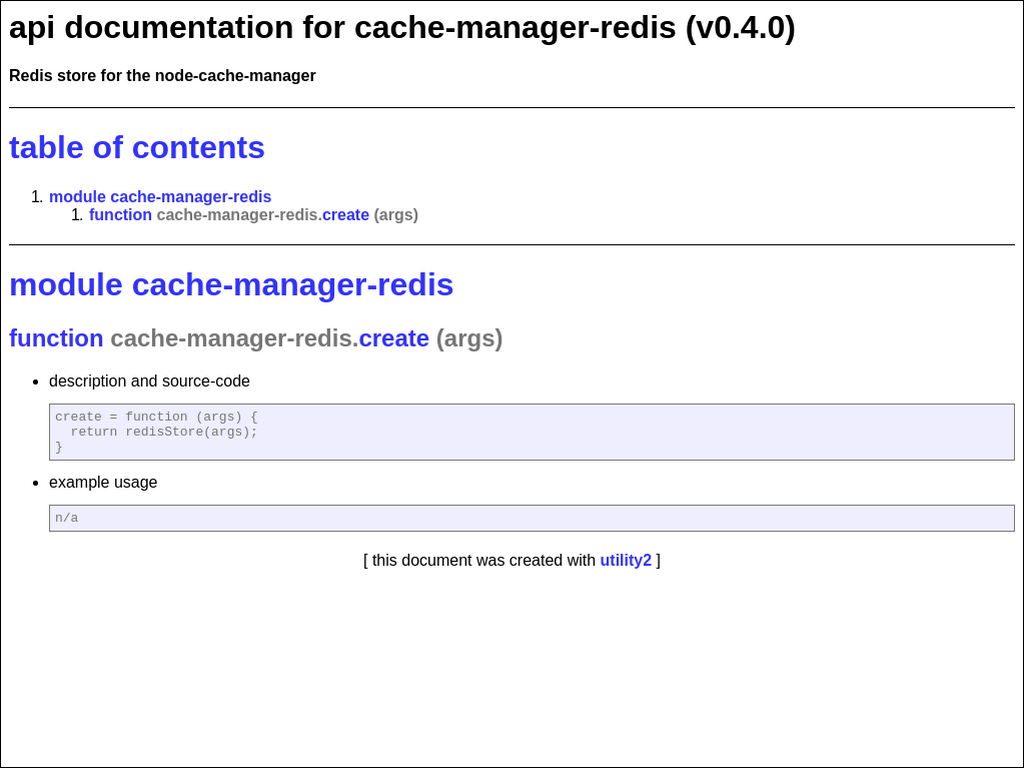 api documentation for cache-manager-redis (v0.4.0)
Redis store for the node-cache-manager
table of contents
1. module cache-manager-redis
1. function cache-manager-redis.create (args)
module cache-manager-redis
function cache-manager-redis.create (args)
• description and source-code
create = function (args) {
  return redisStore(args);
}
• example usage
n/a
[ this document was created with utility2 ]